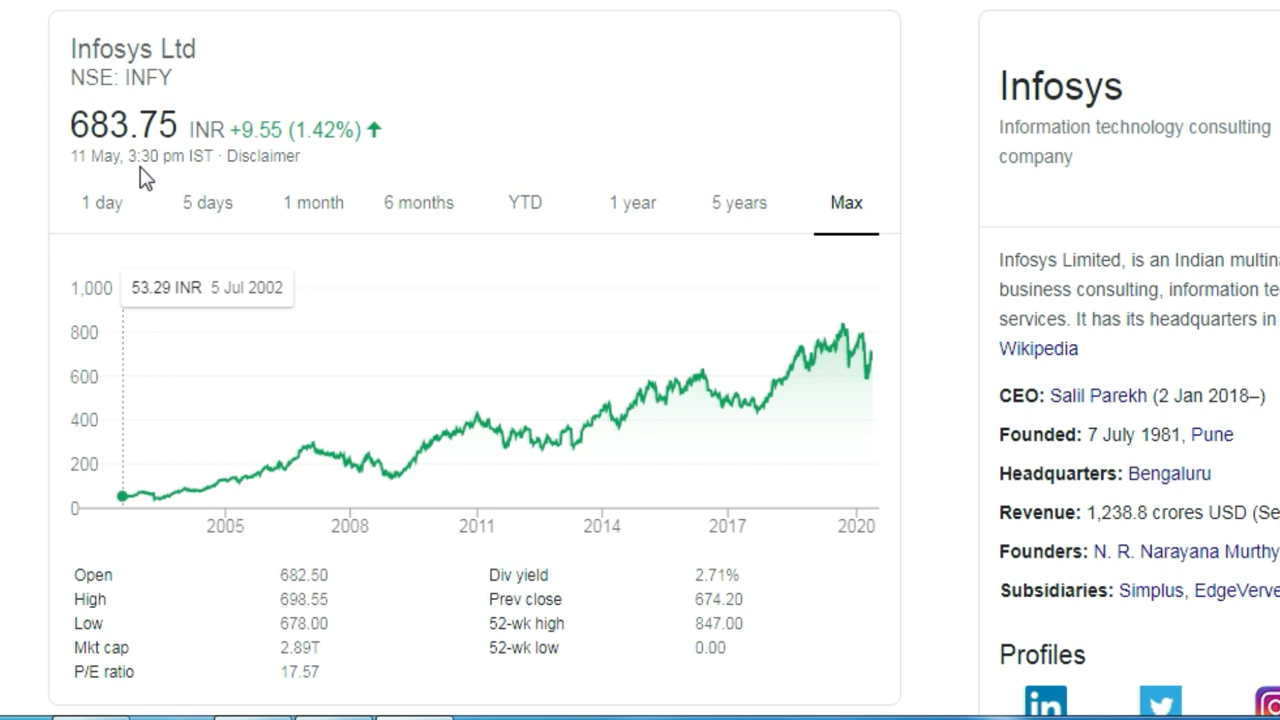 Infosys Ltd
NSE: INFY
683.75 INR +9.55 (1.42%)
11 May, 3:30 pm IST · Disclaimer
1 day 5 days 1 month 6 months YTD 1 year 5 years Max
53.29 INR 5 Jul 2002
1,000
800
600
400
200
0
2005 2008 2011 2014 2017 2020
Open 682.50 Div yield 2.71%
High 698.55 Prev close 674.20
Low 678.00 52-wk high 847.00
Mkt cap 2.89T 52-wk low 0.00
P/E ratio 17.57
Infosys
Information technology consulting
company
Infosys Limited, is an Indian multina
business consulting, information te
services. It has its headquarters in
Wikipedia
CEO: Salil Parekh (2 Jan 2018–)
Founded: 7 July 1981, Pune
Headquarters: Bengaluru
Revenue: 1,238.8 crores USD (Se
Founders: N. R. Narayana Murthy
Subsidiaries: Simplus, EdgeVerve
Profiles
in